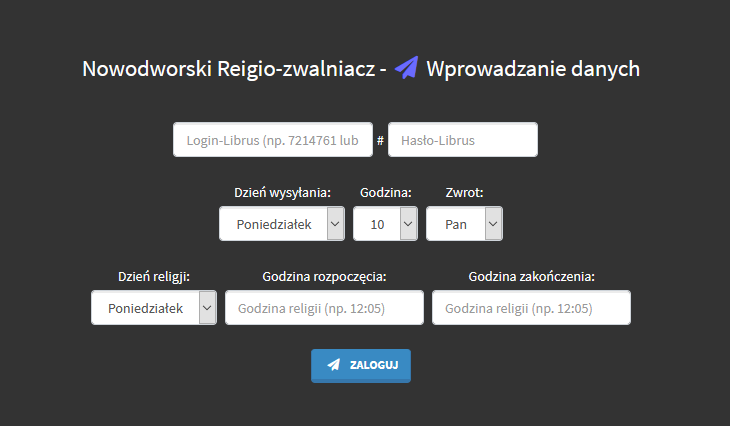 Nowodworski Reigio-zwalniacz - Wprowadzanie danych
Login-Librus (np. 7214761 lub # Hasło-Librus
Dzień wysyłania: Godzina: Zwrot:
Poniedziałek 10 Pan
Dzień religji: Godzina rozpoczęcia: Godzina zakończenia:
Poniedziałek Godzina religii (np. 12:05) Godzina religii (np. 12:05)
ZALOGUJ